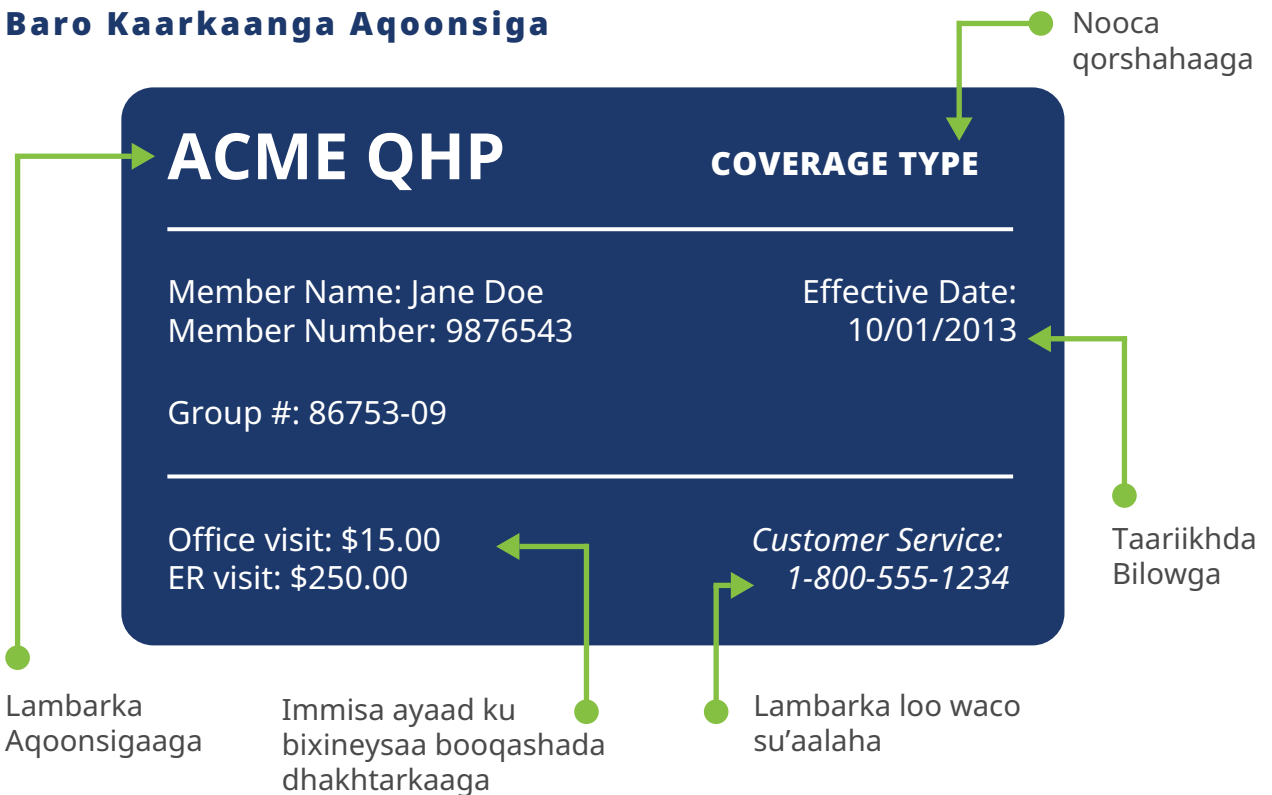 Baro Kaarkaanga Aqoonsiga
Nooca
qorshahaaga
ACME QHP
COVERAGE TYPE
Member Name: Jane Doe
Member Number: 9876543
Effective Date:
10/01/2013
Group #: 86753-09
Office visit: $15.00
ER visit: $250.00
Customer Service:
1-800-555-1234
Taariikhda
Bilowga
Lambarka
Aqoonsigaaga
Immisa ayaad ku
bixineysaa booqashada
dhakhtarkaaga
Lambarka loo waco
su’aalaha